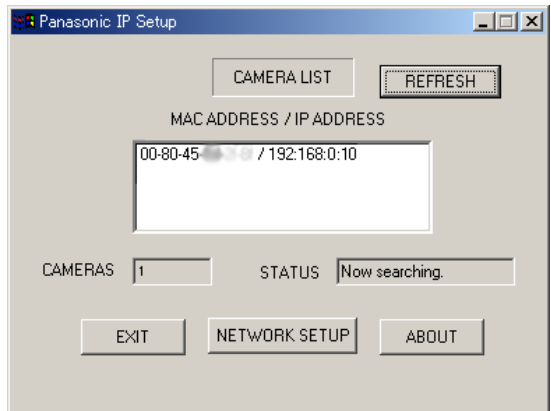 Panasonic IP Setup
CAMERA LIST
REFRESH
MAC ADDRESS / IP ADDRESS
00-80-45- / 192:168:0:10
CAMERAS 1 STATUS Now searching.
EXIT NETWORK SETUP ABOUT